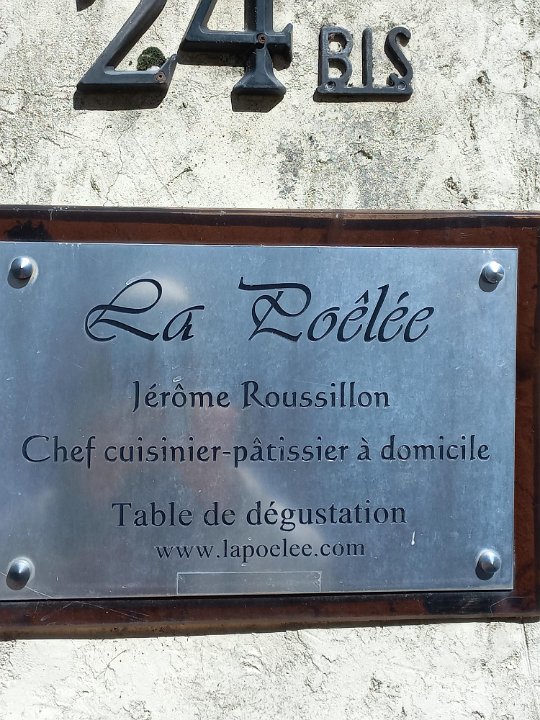 24 BIS
La Poêlée
Jérôme Roussillon
Chef cuisinier-pâtissier à domicile
Table de dégustation
www.lapoelee.com